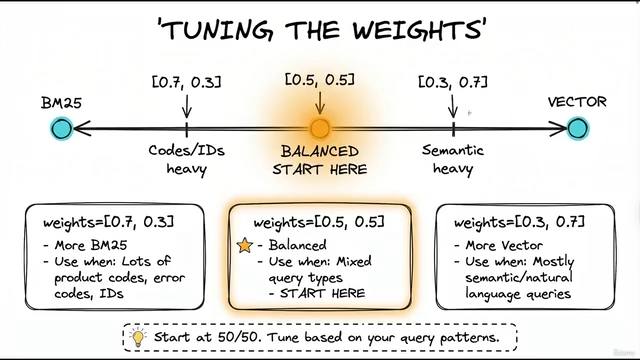 'TUNING THE WEIGHTS'
[0.7, 0.3]
[0.5, 0.5]
[0.3, 0.7]
BM25
VECTOR
Codes/IDs
heavy
BALANCED
START HERE
Semantic
heavy
weights=[0.7, 0.3]
- More BM25
- Use when: Lots of
product codes, error
codes, IDs
weights=[0.5, 0.5]
- Balanced
- Use when: Mixed
query types
- START HERE
weights=[0.3, 0.7]
- More Vector
- Use when: Mostly
semantic/natural
language queries
Start at 50/50. Tune based on your query patterns.